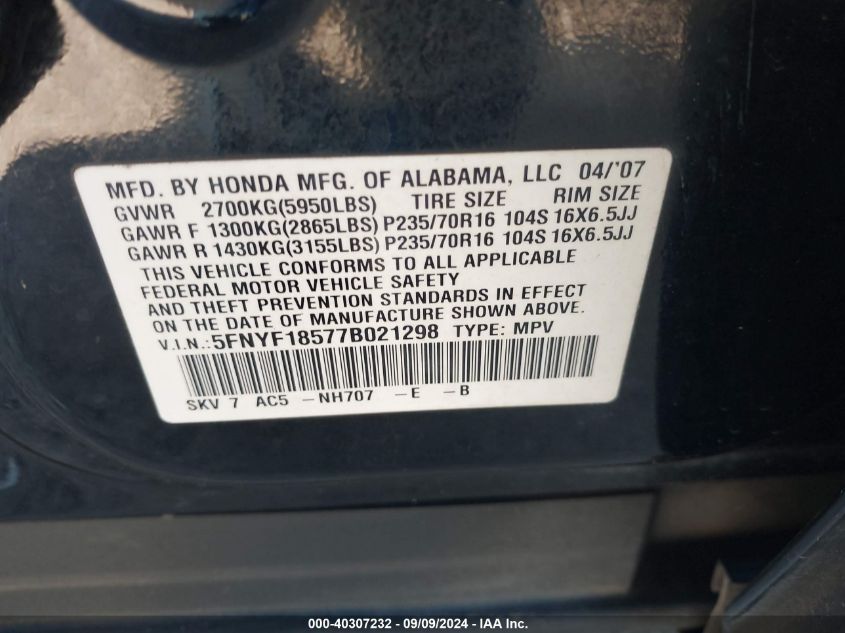 MFD. BY HONDA MFG. OF ALABAMA, LLC 04/'07
GVWR 2700KG(5950LBS) TIRE SIZE RIM SIZE
GAWR F 1300KG(2865LBS) P235/70R16 104S 16X6.5JJ
GAWR R 1430KG(3155LBS) P235/70R16 104S 16X6.5JJ
THIS VEHICLE CONFORMS TO ALL APPLICABLE
FEDERAL MOTOR VEHICLE SAFETY
AND THEFT PREVENTION STANDARDS IN EFFECT
ON THE DATE OF MANUFACTURE SHOWN ABOVE.
V.I.N.: 5FNYF18577B021298 TYPE: MPV
SKV 7 AC5 -NH707 -E -B
000-40307232 - 09/09/2024 - IAA Inc.